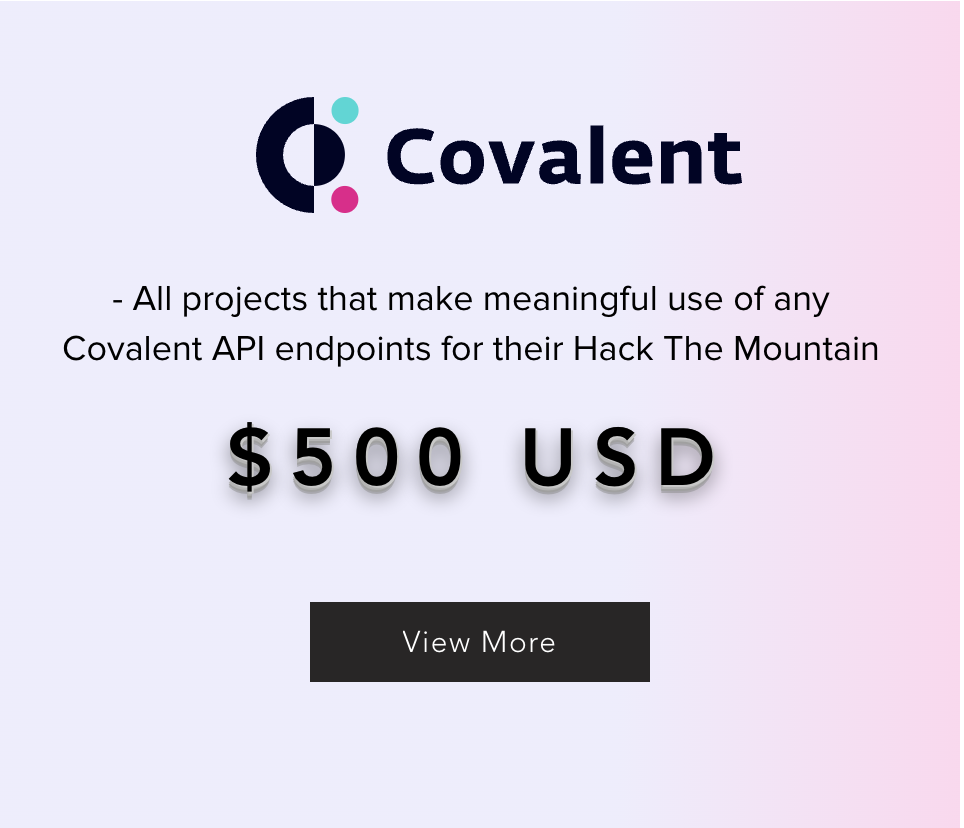 Covalent
- All projects that make meaningful use of any
Covalent API endpoints for their Hack The Mountain
$500 USD
View More